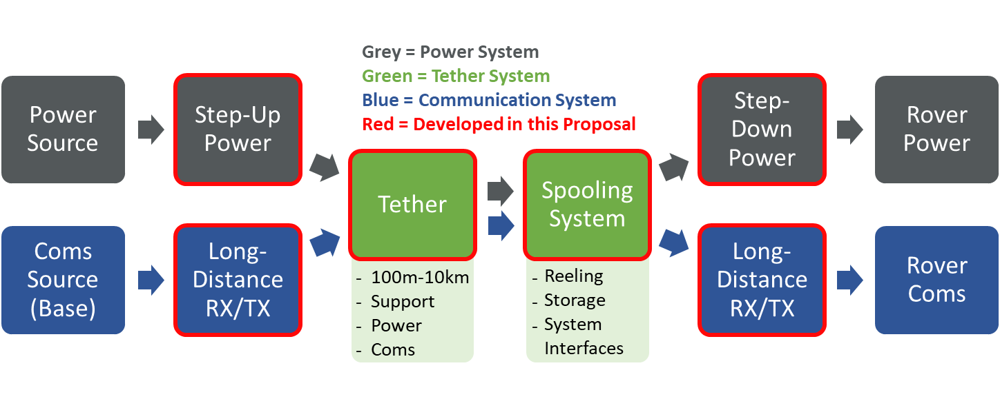 Grey = Power System
Green = Tether System
Blue = Communication System
Red = Developed in this Proposal
Power
Source
Step-Up
Power
Tether
Spooling
System
Step-
Down
Power
Rover
Power
Coms
Source
(Base)
Long-
Distance
RX/TX
- 100m-10km
- Support
- Power
- Coms
- Reeling
- Storage
- System
Interfaces
Long-
Distance
RX/TX
Rover
Coms